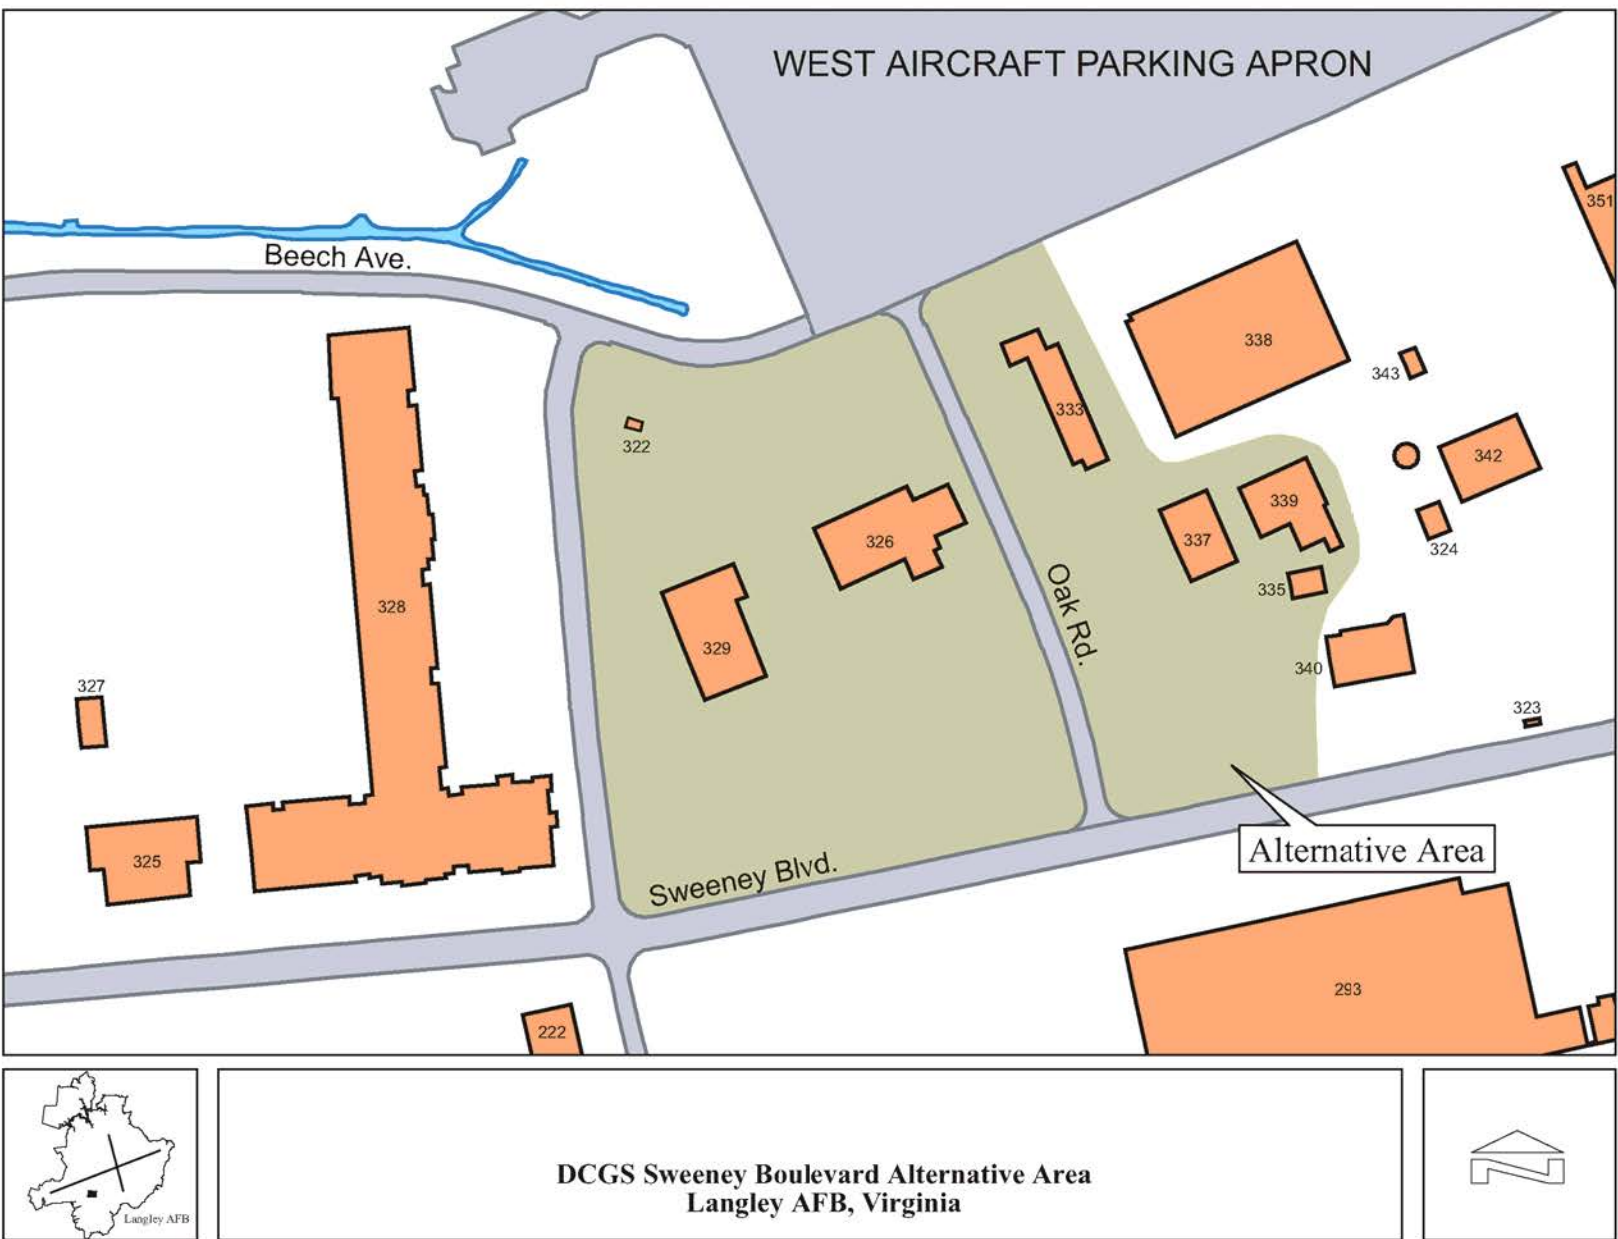 WEST AIRCRAFT PARKING APRON
351
Beech Ave.
338
343
333
322
342
339
326
337
324
Oak Rd.
335
328
329
340
327
323
Alternative Area
325
Sweeney Blvd.
293
222
Langley AFB
DCGS Sweeney Boulevard Alternative Area
Langley AFB, Virginia
N